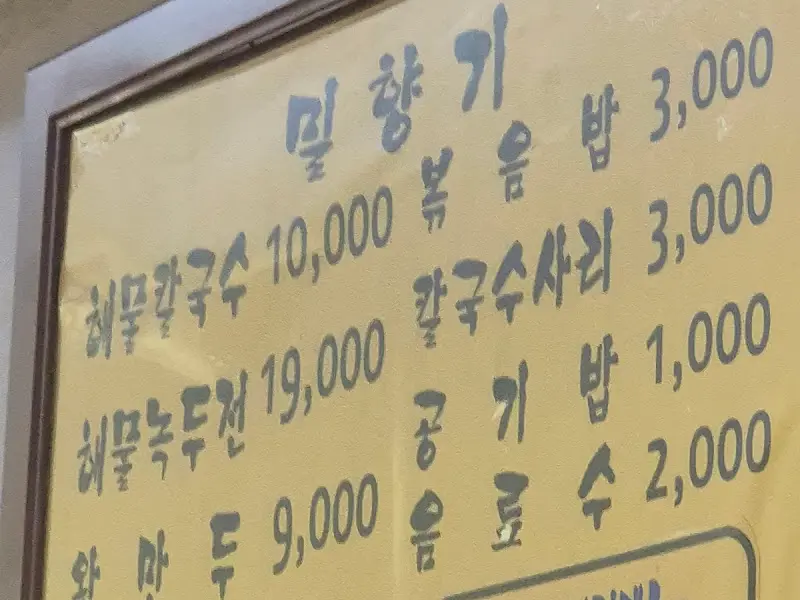 밀향기
해물칼국수 10,000 볶음밥 3,000
해물녹두전 19,000 칼국수사리 3,000
왕만두 9,000 공기밥 1,000
음료수 2,000